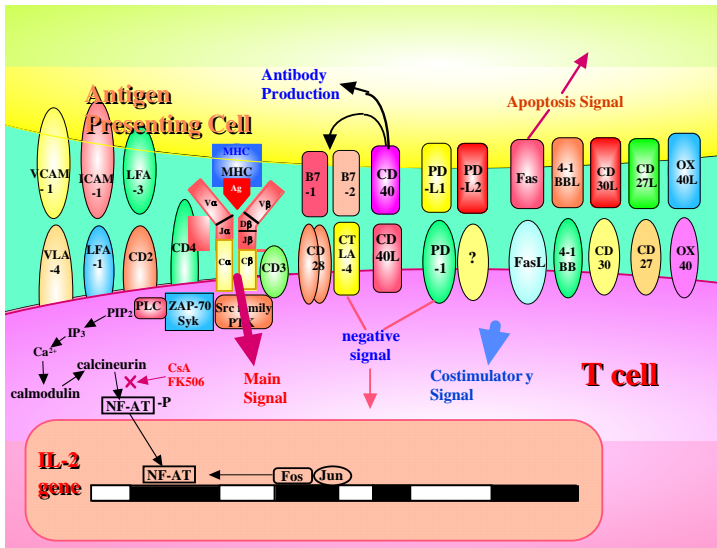 Antibody
Production
Apoptosis Signal
Antigen
Presenting Cell
VCAM
-1
ICAM
-1
LFA
-3
MHC
MHC
Ag
Vα
Vβ
Jα
Dβ
Jβ
Cα
Cβ
B7
-1
B7
-2
CD
40
PD
-L1
PD
-L2
Fas
4-1
BBL
CD
30L
CD
27L
OX
40L
VLA
-4
LFA
-1
CD2
CD4
CD3
CD
28
CT
LA
-4
CD
40L
PD
-1
?
FasL
4-1
BB
CD
30
CD
27
OX
40
PLC
ZAP-70
Syk
Src family
PTK
PIP2
IP3
Ca2+
calmodulin
calcineurin
CsA
FK506
NF-AT
-P
Main
Signal
negative
signal
Costimulatory
Signal
T cell
IL-2
gene
NF-AT
Fos
Jun